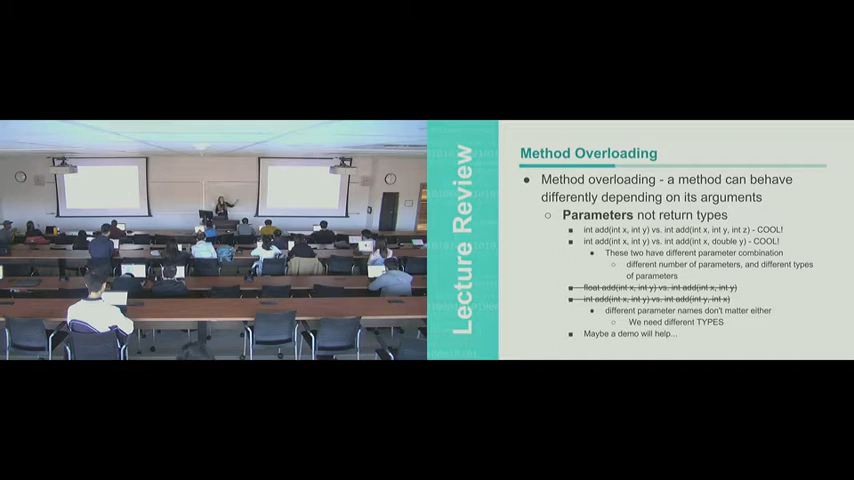 Lecture Review
Method Overloading
● Method overloading - a method can behave
differently depending on its arguments
○ Parameters not return types
■ int add(int x, int y) vs. int add(int x, int y, int z) - COOL!
■ int add(int x, int y) vs. int add(int x, double y) - COOL!
● These two have different parameter combination
○ different number of parameters, and different types
of parameters
■ float add(int x, int y) vs. int add(int x, int y)
■ int add(int x, int y) vs. int add(int y, int x)
● different parameter names don't matter either
○ We need different TYPES
■ Maybe a demo will help...